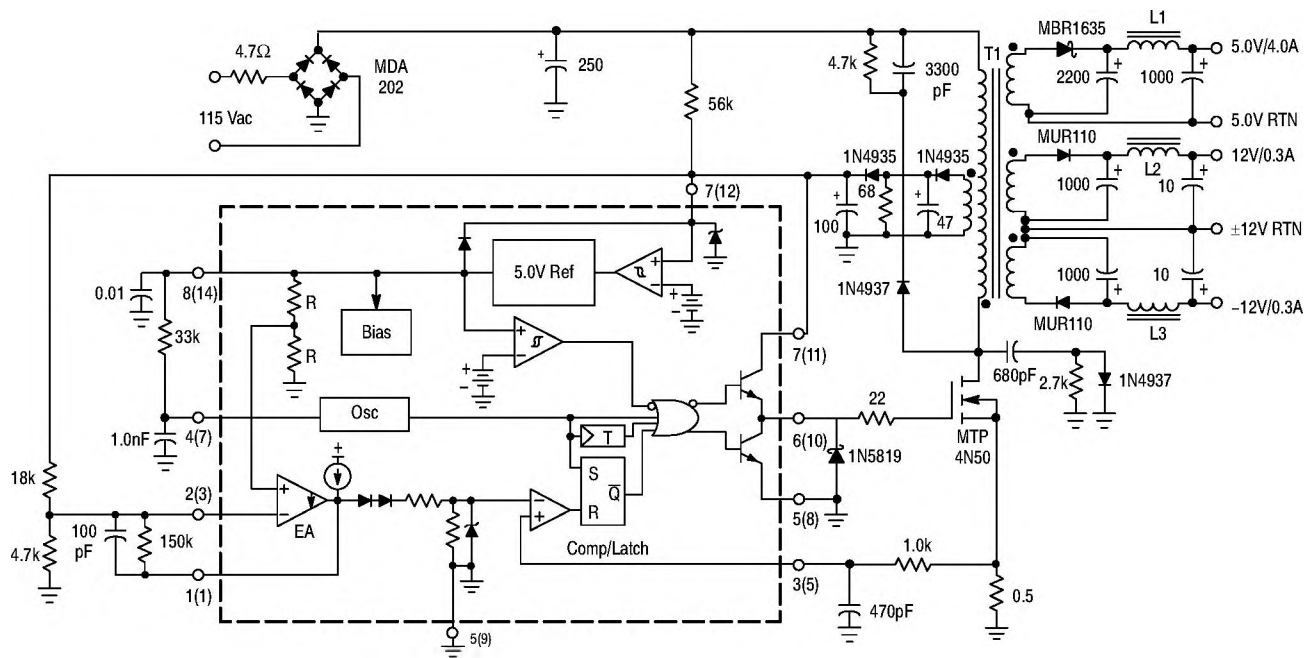 4.7Ω
MDA
202
115 Vac
250
56k
4.7k
3300
pF
T1
MBR1635
L1
5.0V/4.0A
2200
1000
5.0V RTN
MUR110
12V/0.3A
L2
1000
10
±12V RTN
1000
10
MUR110
L3
−12V/0.3A
1N4935
1N4935
68
100
47
7(12)
1N4937
680pF
2.7k
1N4937
0.01
8(14)
R
R
Bias
5.0V Ref
33k
7(11)
Osc
4(7)
1.0nF
T
S
Q
R
6(10)
22
1N5819
MTP
4N50
18k
2(3)
EA
5(8)
100
pF
150k
4.7k
Comp/Latch
1.0k
1(1)
3(5)
470pF
0.5
5(9)